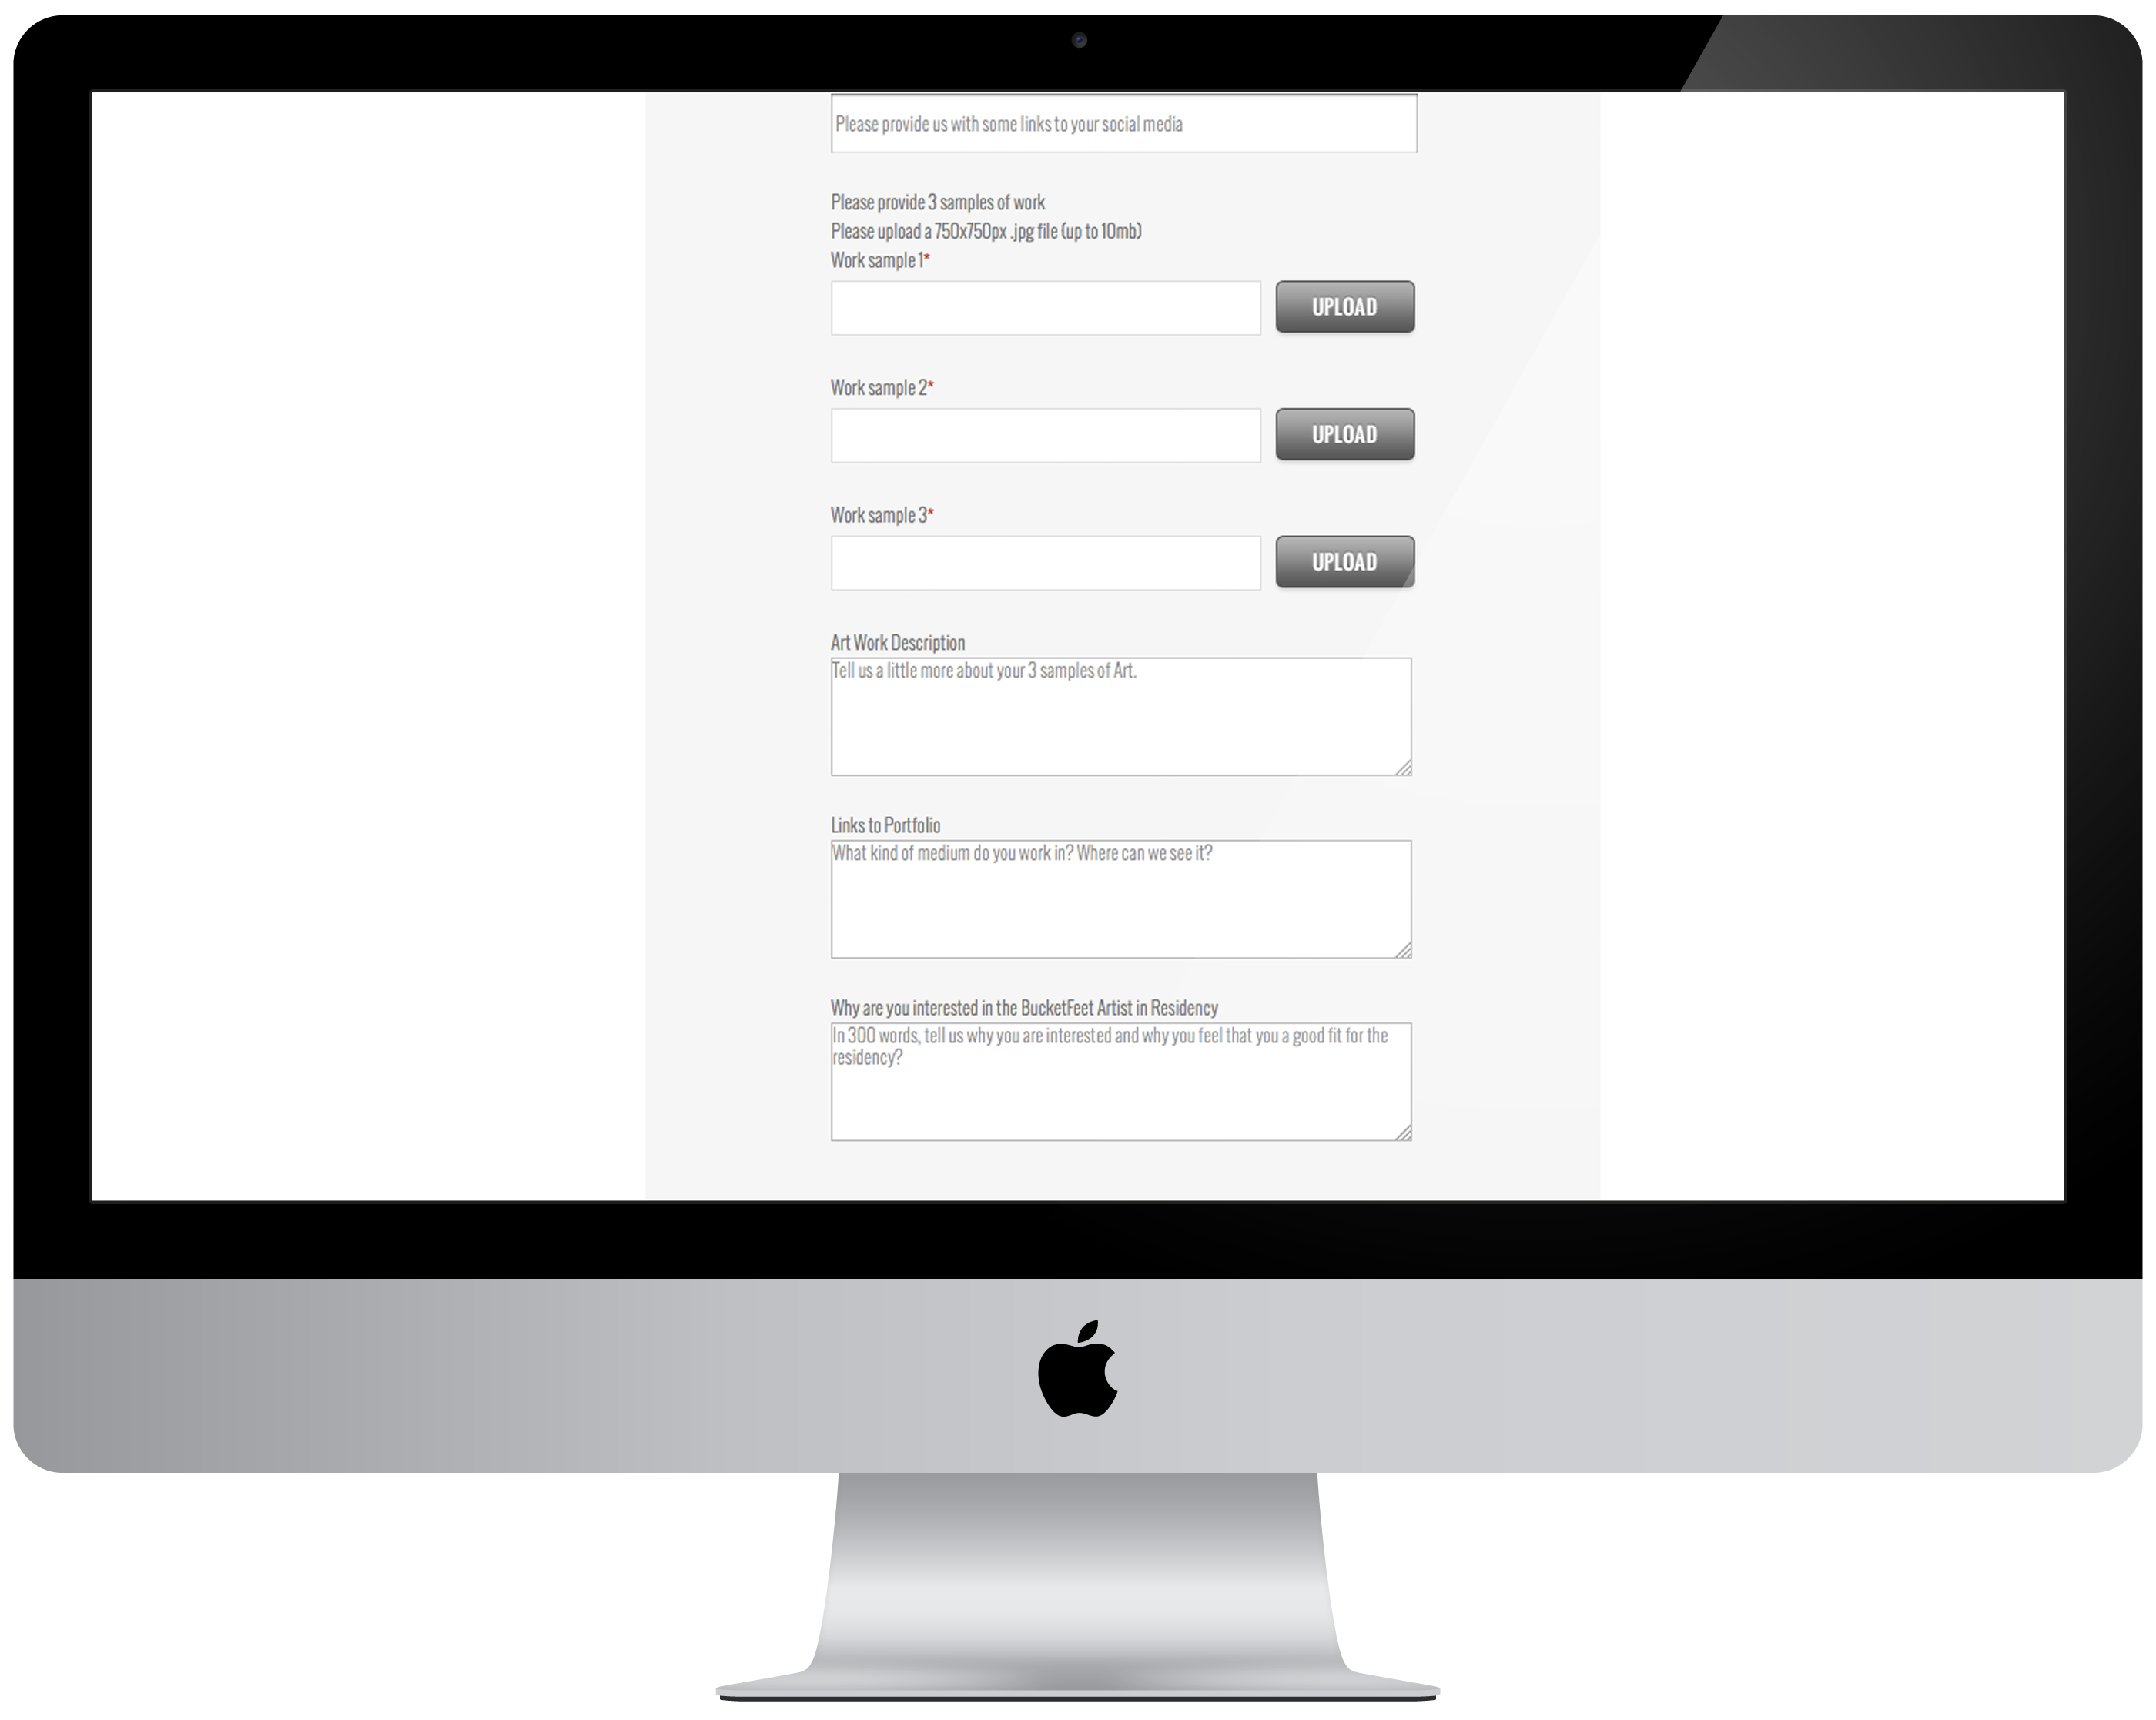 Please provide us with some links to your social media
Please provide 3 samples of work
Please upload a 750x750px .jpg file (up to 10mb)
Work sample 1*
UPLOAD
Work sample 2*
UPLOAD
Work sample 3*
UPLOAD
Art Work Description
Tell us a little more about your 3 samples of Art.
Links to Portfolio
What kind of medium do you work in? Where can we see it?
Why are you interested in the BucketFeet Artist in Residency
In 300 words, tell us why you are interested and why you feel that you a good fit for the
residency?